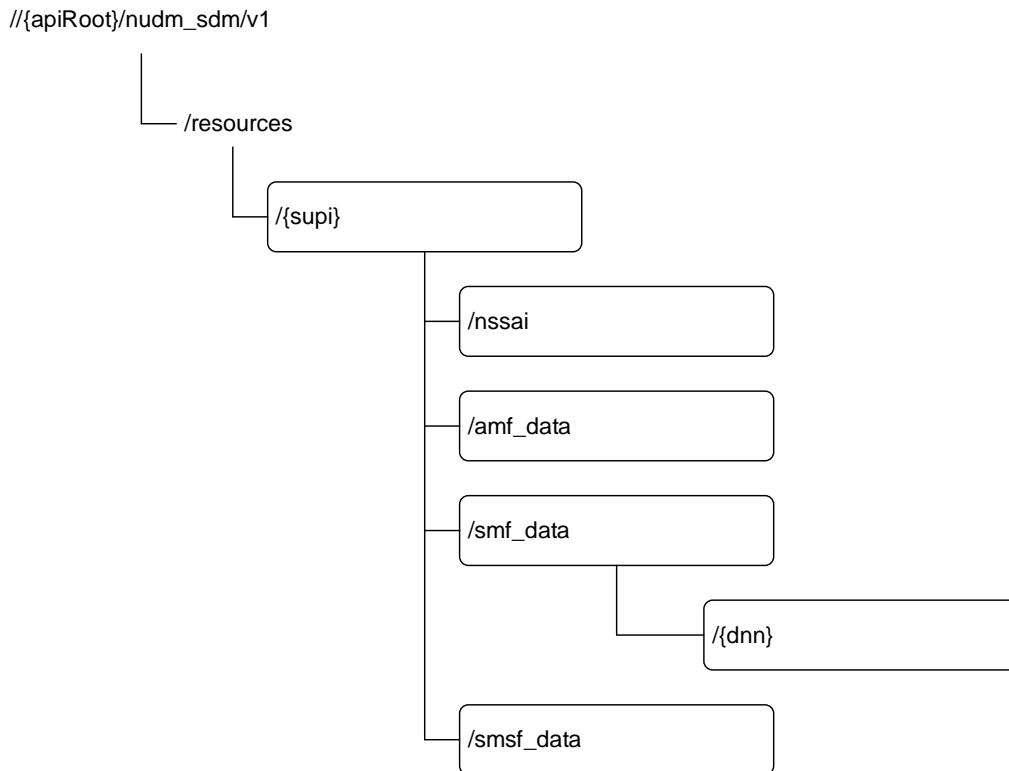 //{apiRoot}/nudm_sdm/v1
/resources
/{supi}
/nssai
/amf_data
/smf_data
/{dnn}
/smsf_data